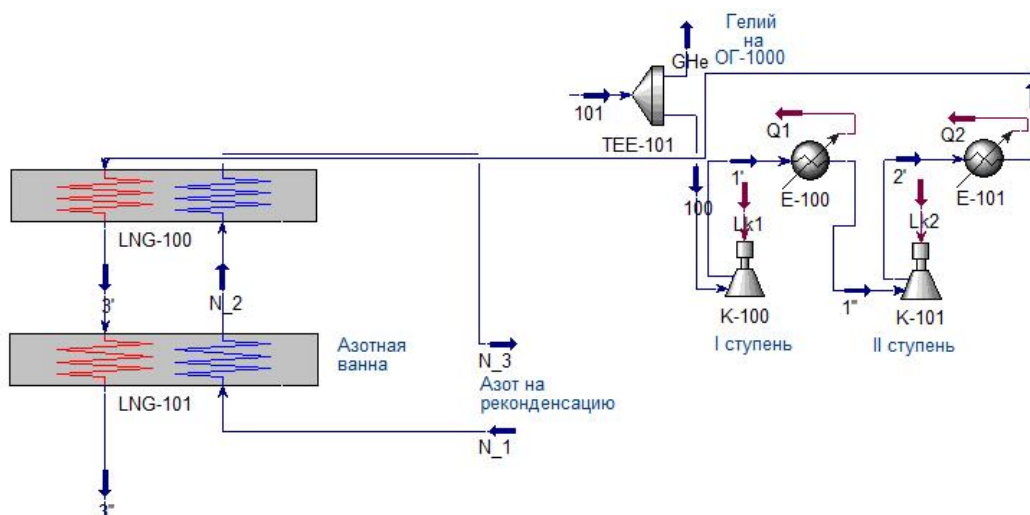 Гелий
на
ОГ-1000
GHe
101
TEE-101
Q1
Q2
100
1'
E-100
2'
E-101
Lk1
Lk2
LNG-100
3'
N_2
K-100
1"
K-101
I ступень
II ступень
Азотная
ванна
N_3
LNG-101
Азот на
реконденсацию
N_1
3"